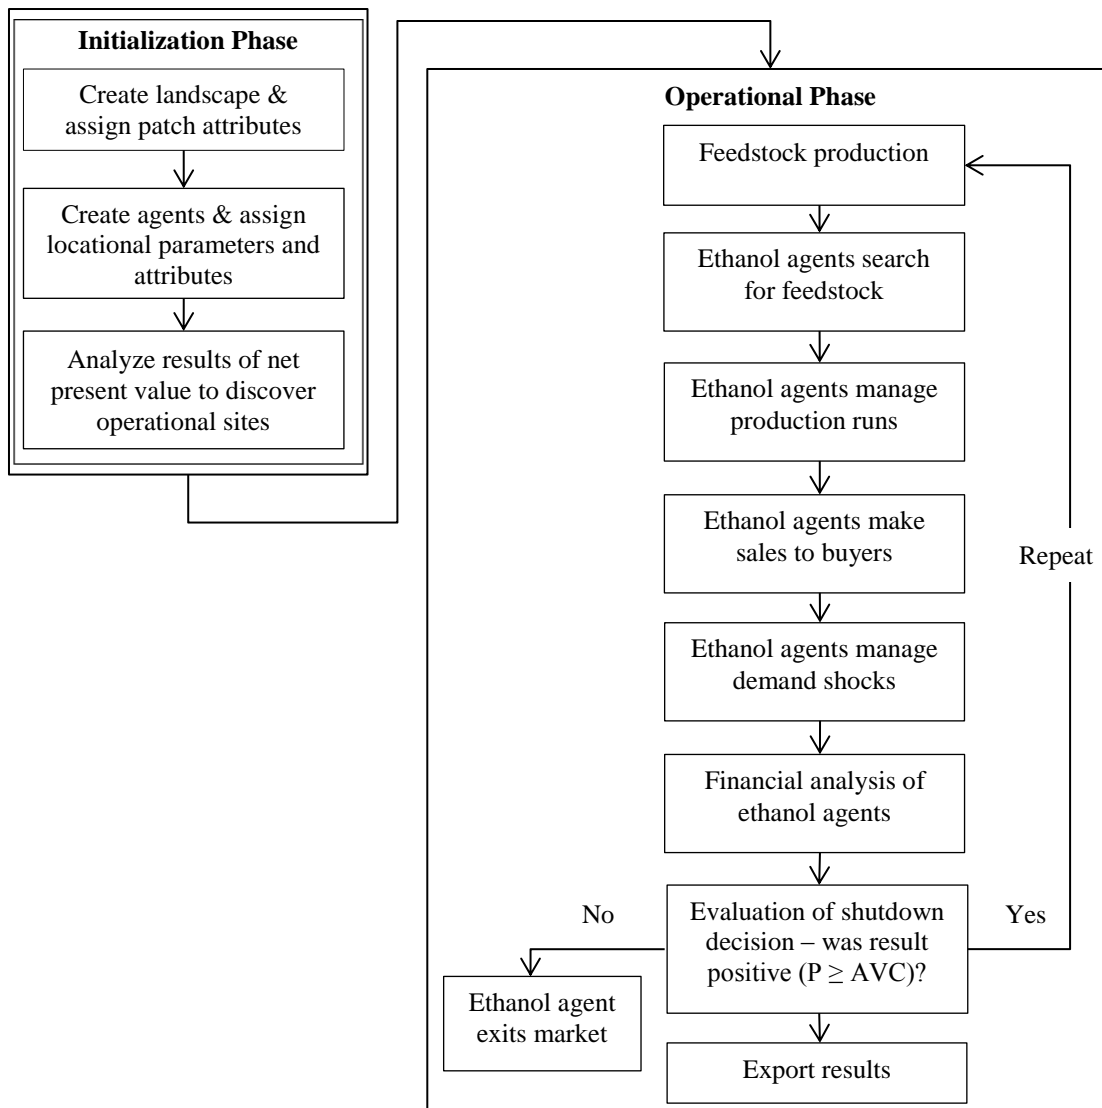 Initialization Phase
Create landscape &
assign patch attributes
Create agents & assign
locational parameters and
attributes
Analyze results of net
present value to discover
operational sites
Operational Phase
Feedstock production
Ethanol agents search
for feedstock
Ethanol agents manage
production runs
Ethanol agents make
sales to buyers
Repeat
Ethanol agents manage
demand shocks
Financial analysis of
ethanol agents
No
Evaluation of shutdown
decision – was result
positive (P ≥ AVC)?
Yes
Ethanol agent
exits market
Export results